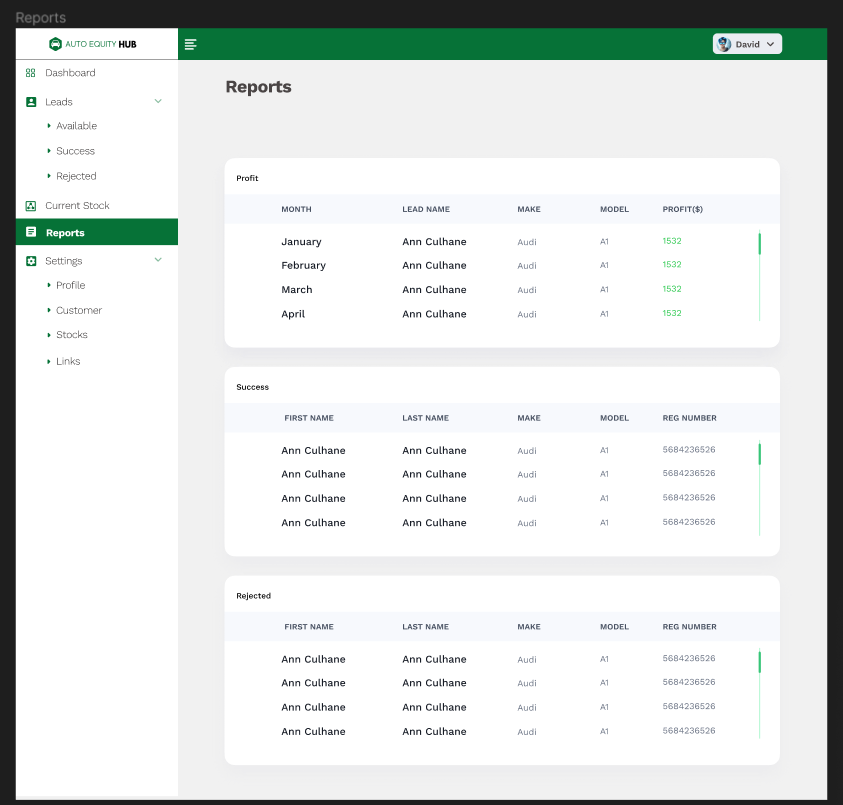 Reports
AUTO EQUITY HUB
David
Dashboard
Leads
Available
Success
Rejected
Current Stock
Reports
Settings
Profile
Customer
Stocks
Links
Reports
Profit
MONTH LEAD NAME MAKE MODEL PROFIT($)
January Ann Culhane Audi A1 1532
February Ann Culhane Audi A1 1532
March Ann Culhane Audi A1 1532
April Ann Culhane Audi A1 1532
Success
FIRST NAME LAST NAME MAKE MODEL REG NUMBER
Ann Culhane Ann Culhane Audi A1 5684236526
Ann Culhane Ann Culhane Audi A1 5684236526
Ann Culhane Ann Culhane Audi A1 5684236526
Ann Culhane Ann Culhane Audi A1 5684236526
Rejected
FIRST NAME LAST NAME MAKE MODEL REG NUMBER
Ann Culhane Ann Culhane Audi A1 5684236526
Ann Culhane Ann Culhane Audi A1 5684236526
Ann Culhane Ann Culhane Audi A1 5684236526
Ann Culhane Ann Culhane Audi A1 5684236526